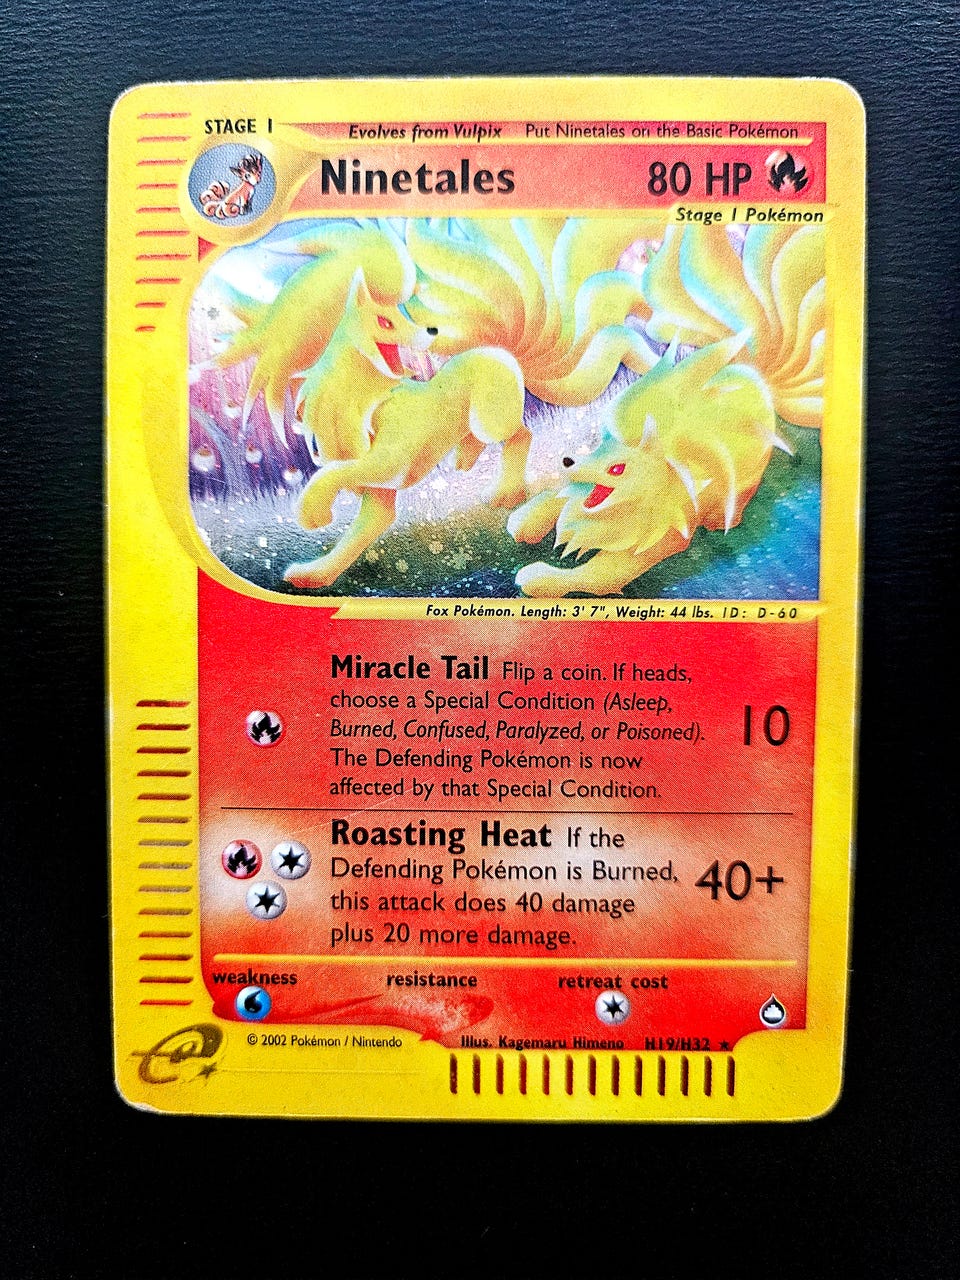 STAGE 1
Evolves from Vulpix Put Ninetales on the Basic Pokémon
Ninetales 80 HP
Stage 1 Pokémon
Fox Pokémon. Length: 3' 7", Weight: 44 lbs. ID: D-60
Miracle Tail Flip a coin. If heads,
choose a Special Condition (Asleep,
Burned, Confused, Paralyzed, or Poisoned).
The Defending Pokémon is now
affected by that Special Condition.
10
Roasting Heat If the
Defending Pokémon is Burned,
this attack does 40 damage
plus 20 more damage.
40+
weakness resistance retreat cost
© 2002 Pokémon / Nintendo Illus. Kagemaru Himeno H19/H32 ★
e